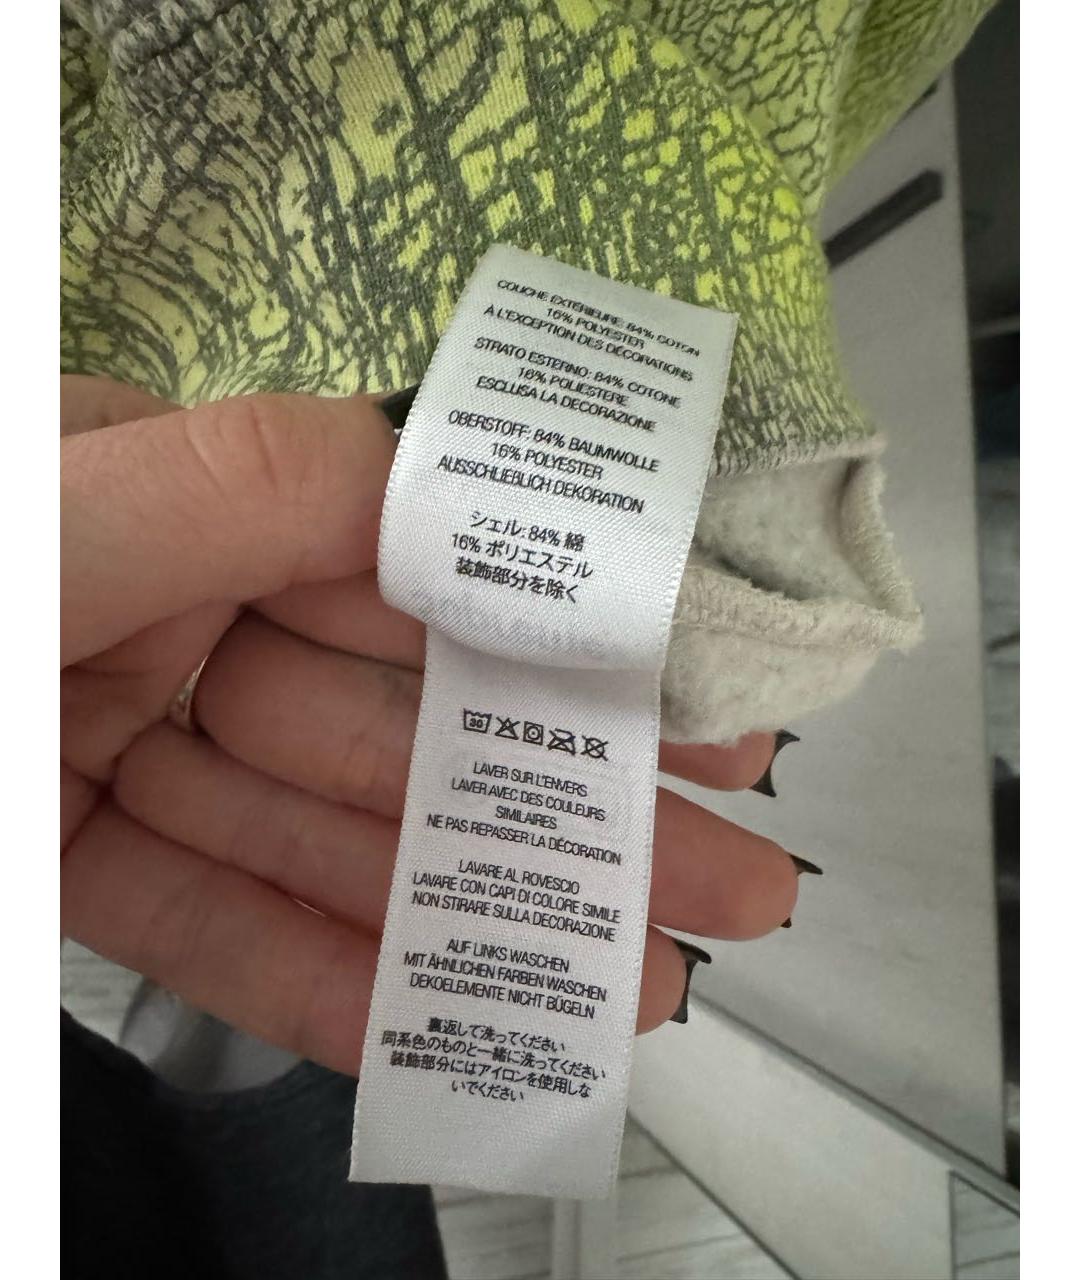 COUCHE EXTÉRIEURE: 84% COTON
16% POLYESTER
A L'EXCEPTION DES DÉCORATIONS
STRATO ESTERNO: 84% COTONE
16% POLIESTERE
ESCLUSA LA DECORAZIONE
OBERSTOFF: 84% BAUMWOLLE
16% POLYESTER
AUSSCHLIEßLICH DEKORATION
シェル: 84% 綿
16% ポリエステル
装飾部分を除く
30
LAVER SUR L'ENVERS
LAVER AVEC DES COULEURS
SIMILAIRES
NE PAS REPASSER LA DÉCORATION
LAVARE AL ROVESCIO
LAVARE CON CAPI DI COLORE SIMILE
NON STIRARE SULLA DECORAZIONE
AUF LINKS WASCHEN
MIT ÄHNLICHEN FARBEN WASCHEN
DEKOELEMENTE NICHT BÜGELN
裏返して洗ってください
同系色のものと一緒に洗ってください
装飾部分にはアイロンを使用しな
いでください